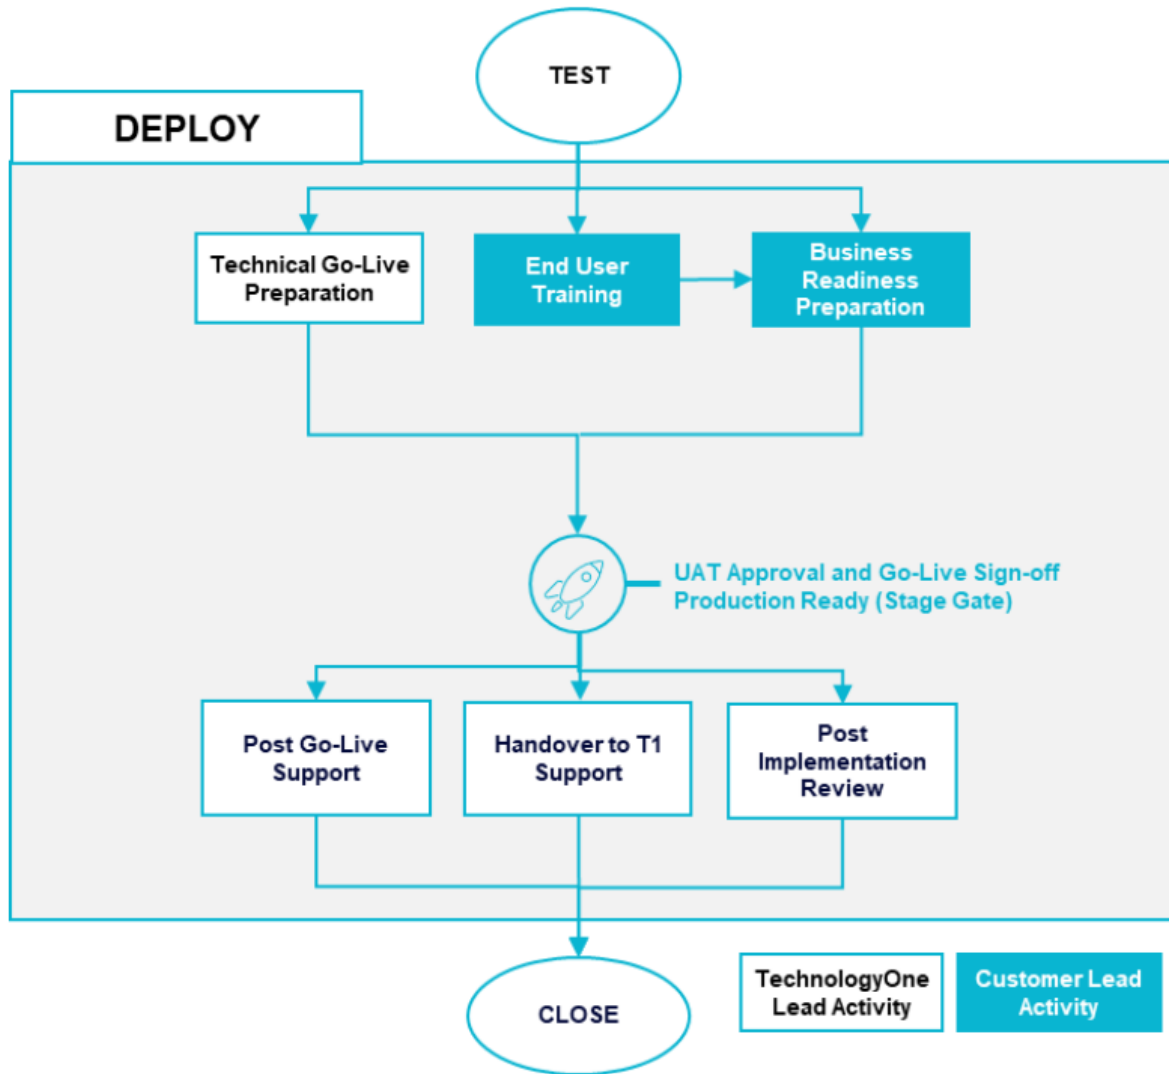 TEST
DEPLOY
Technical Go-Live
Preparation
End User
Training
Business
Readiness
Preparation
UAT Approval and Go-Live Sign-off
Production Ready (Stage Gate)
Post Go-Live
Support
Handover to T1
Support
Post
Implementation
Review
CLOSE
TechnologyOne
Lead Activity
Customer Lead
Activity